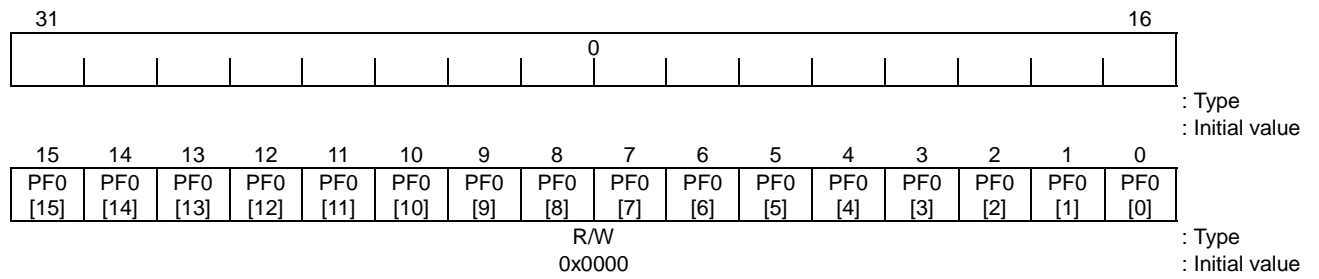 31 16
0
: Type
: Initial value
15 14 13 12 11 10 9 8 7 6 5 4 3 2 1 0
PF0 PF0 PF0 PF0 PF0 PF0 PF0 PF0 PF0 PF0 PF0 PF0 PF0 PF0 PF0 PF0
[15] [14] [13] [12] [11] [10] [9] [8] [7] [6] [5] [4] [3] [2] [1] [0]
R/W : Type
0x0000 : Initial value